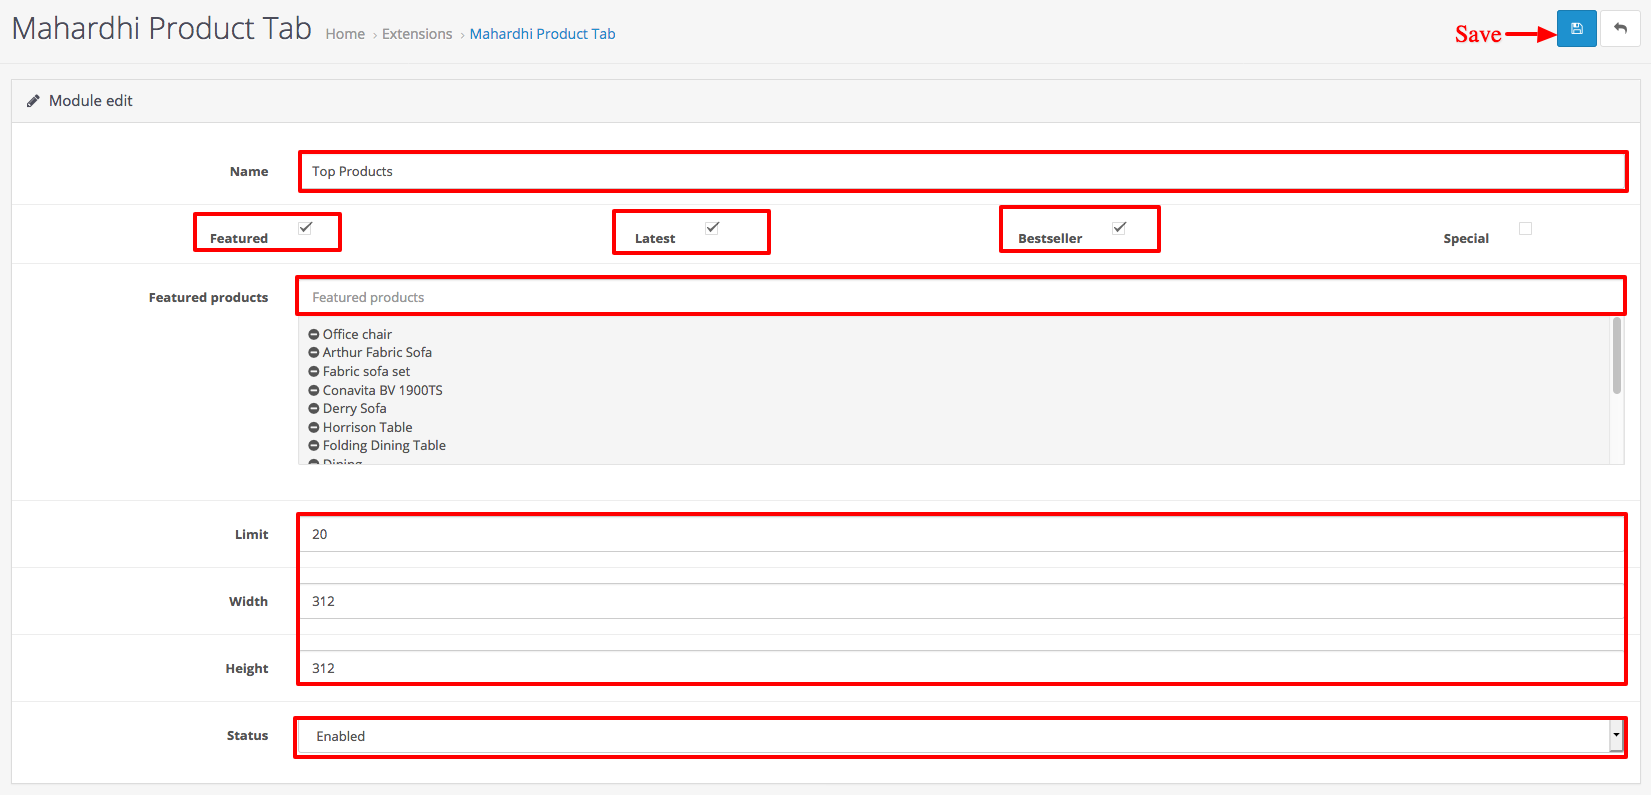 Mahardhi Product Tab Home › Extensions › Mahardhi Product Tab
Save
Module edit
Name Top Products
Featured Latest Bestseller Special
Featured products Featured products
Office chair
Arthur Fabric Sofa
Fabric sofa set
Conavita BV 1900TS
Derry Sofa
Horrison Table
Folding Dining Table
Dining
Limit 20
Width 312
Height 312
Status Enabled